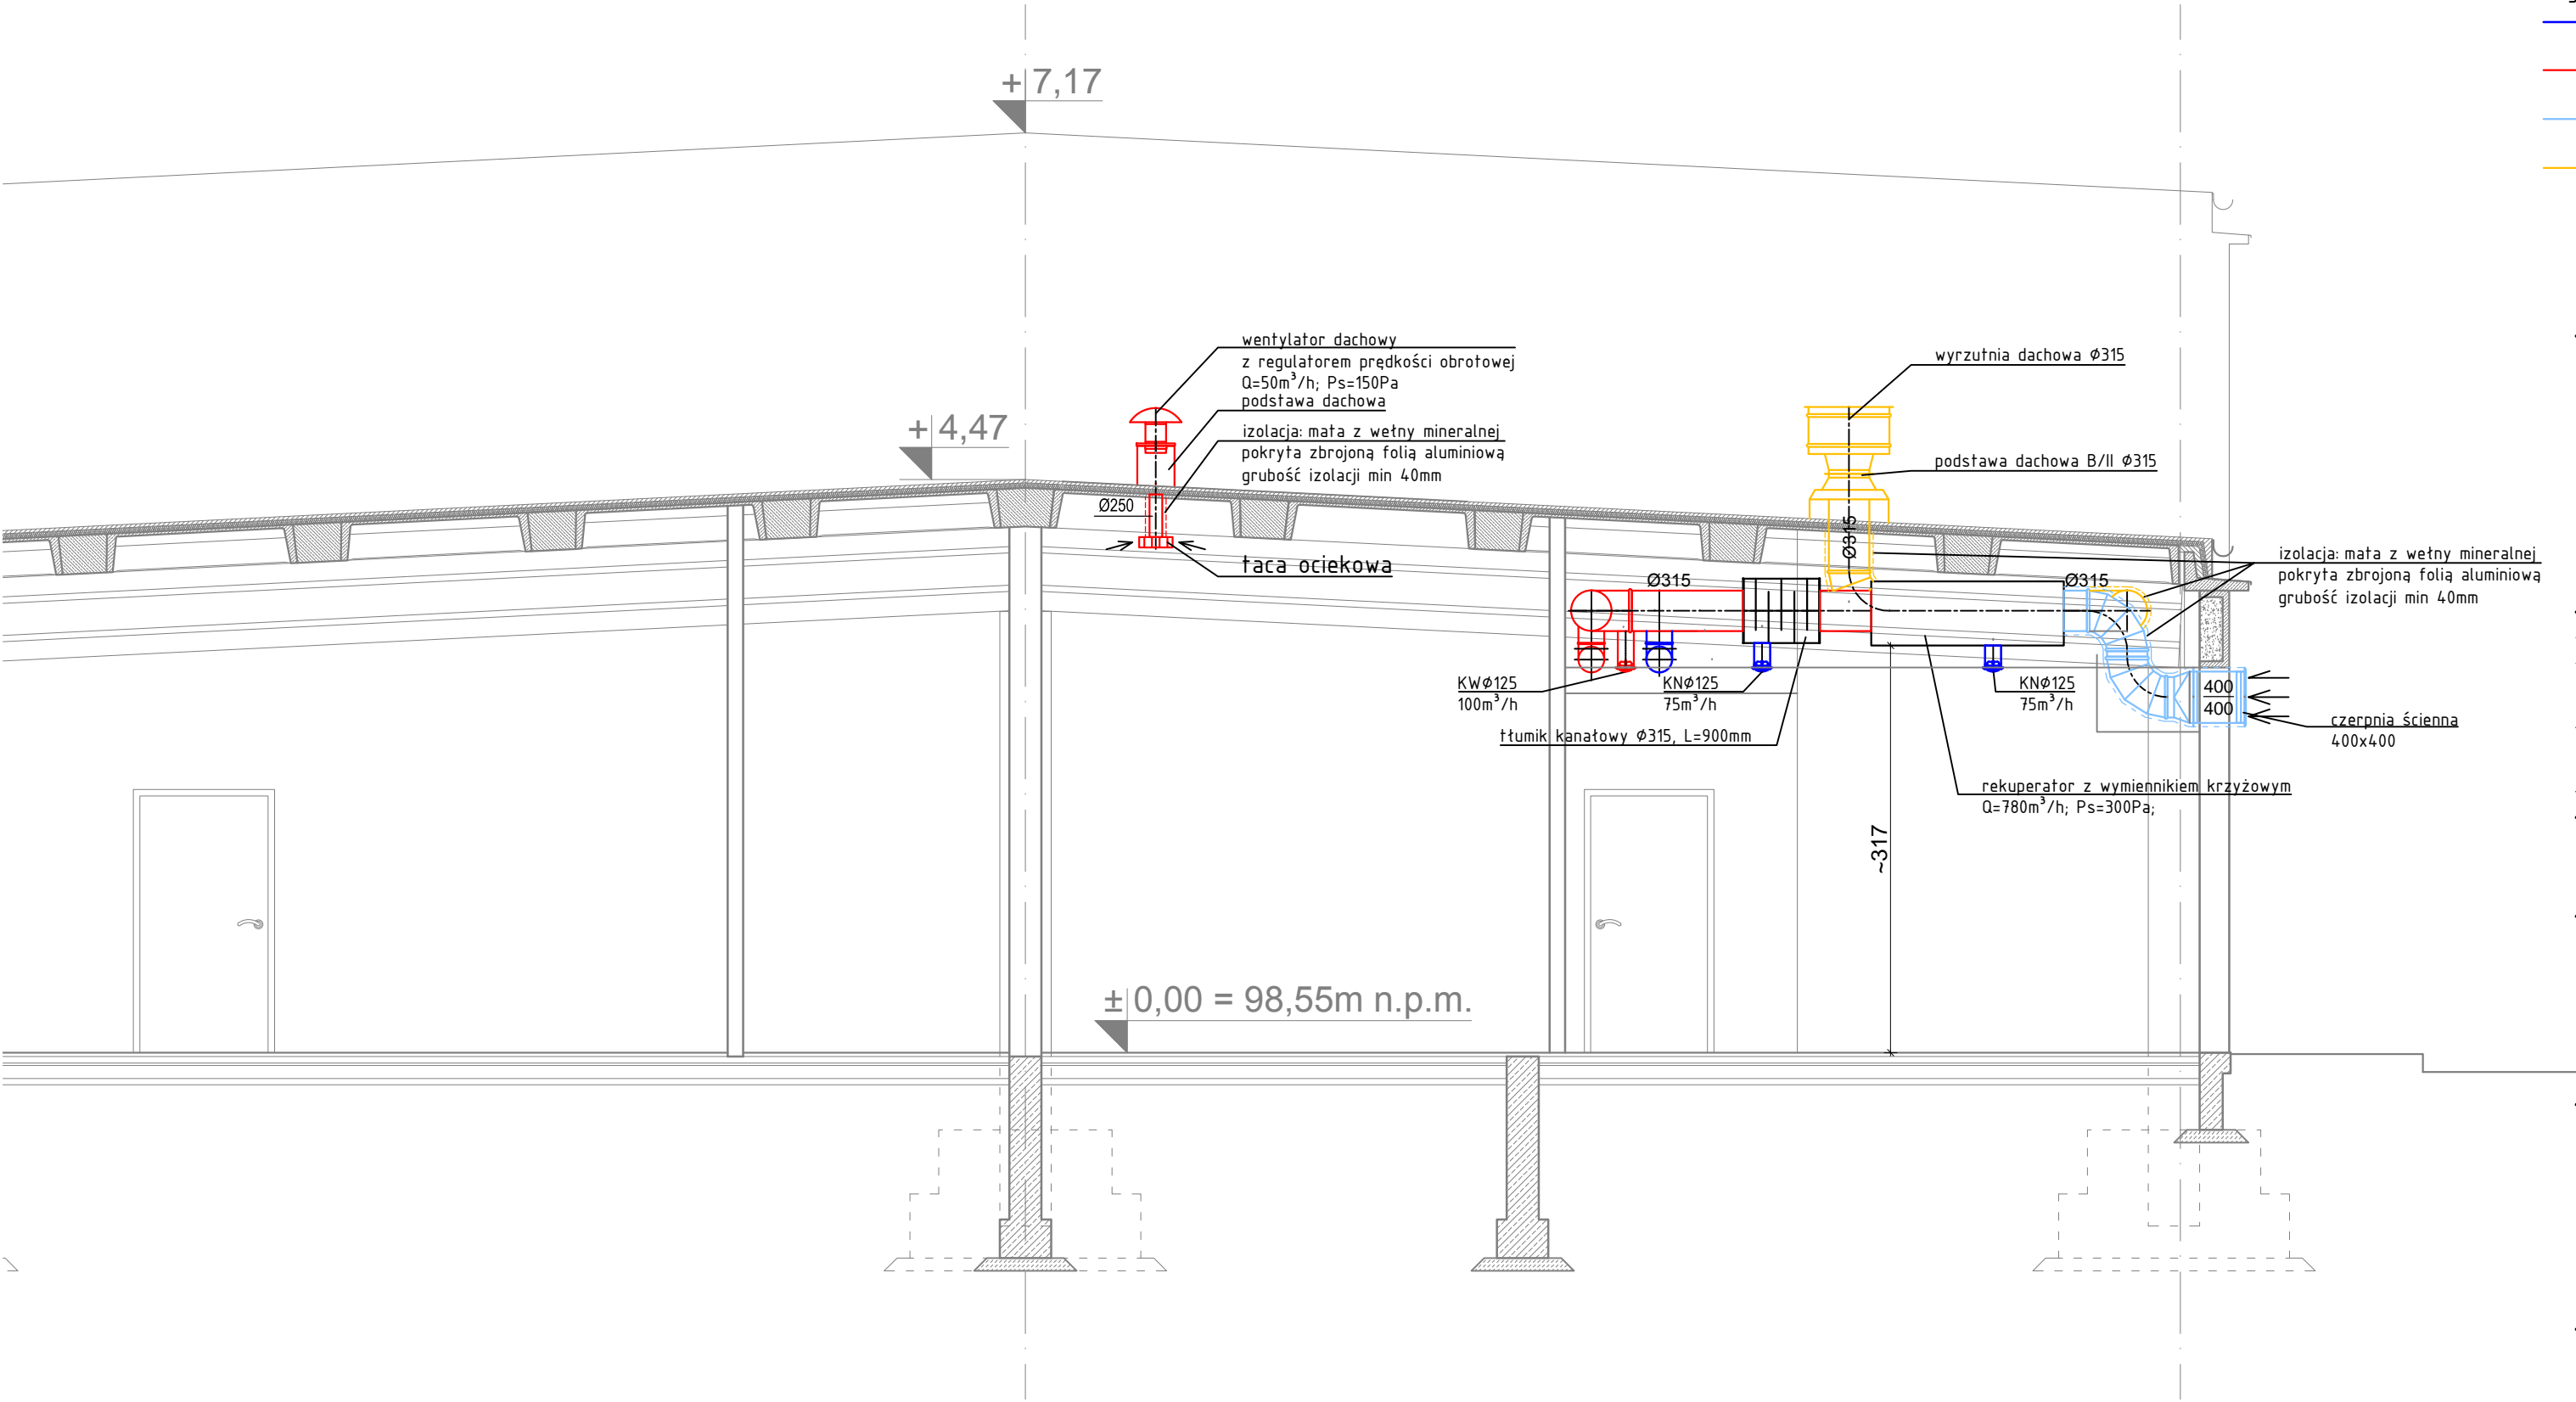 +7,17
wentylator dachowy
z regulatorem prędkości obrotowej
Q=50m³/h; Ps=150Pa
podstawa dachowa
izolacja: mata z wełny mineralnej
pokryta zbrojoną folią aluminiową
grubość izolacji min 40mm
wyrzutnia dachowa Ø315
podstawa dachowa B/II Ø315
+4,47
Ø250
taca ociekowa
Ø315
Ø315
Ø315
izolacja: mata z wełny mineralnej
pokryta zbrojoną folią aluminiową
grubość izolacji min 40mm
KWØ125
100m³/h
KNØ125
75m³/h
KNØ125
75m³/h
400
400
czerpnia ścienna
400x400
tłumik kanałowy Ø315, L=900mm
rekuperator z wymiennikiem krzyżowym
Q=780m³/h; Ps=300Pa;
~317
± 0,00 = 98,55m n.p.m.